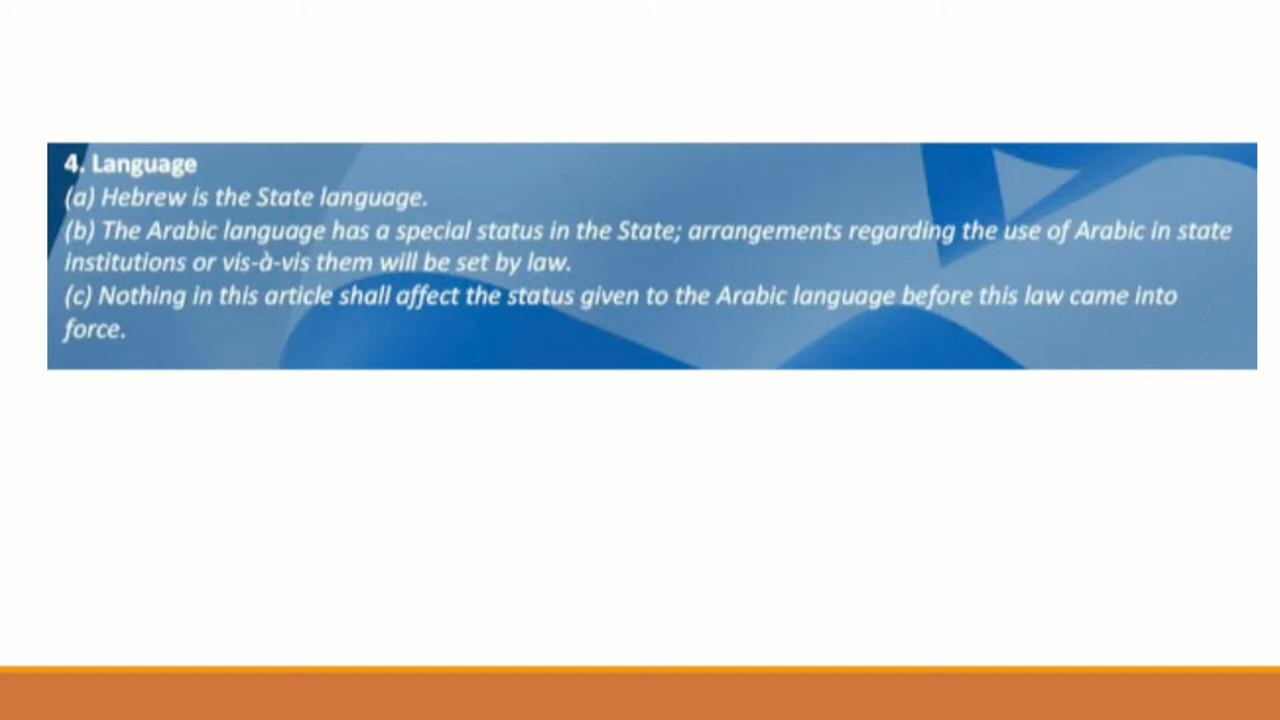 4. Language
(a) Hebrew is the State language.
(b) The Arabic language has a special status in the State; arrangements regarding the use of Arabic in state
institutions or vis-à-vis them will be set by law.
(c) Nothing in this article shall affect the status given to the Arabic language before this law came into
force.